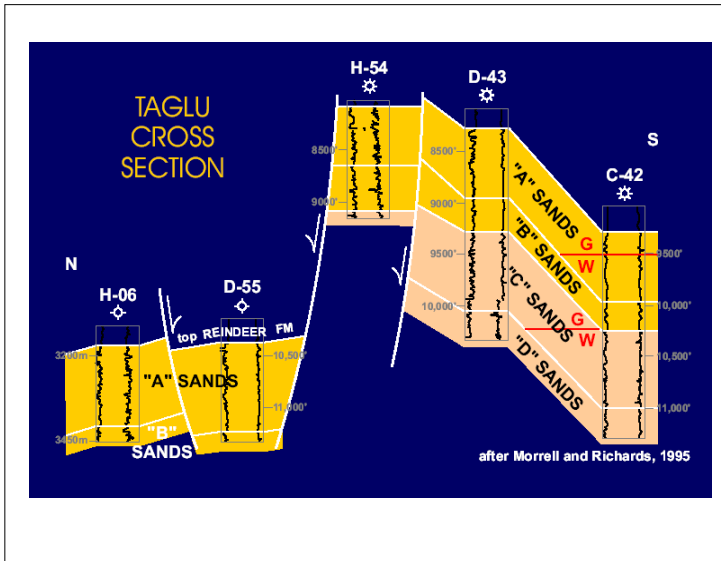 TAGLU
CROSS
SECTION
H-54
D-43
S
C-42
N
H-06
D-55
8500'
9000'
8500'
9000'
9500'
10,000'
9500'
10,000'
10,500'
11,000'
3200m
3450m
10,500'
11,000'
top REINDEER FM
"A" SANDS
"B"
SANDS
"A" SANDS
"B" SANDS
"C" SANDS
"D" SANDS
G
W
G
W
after Morrell and Richards, 1995